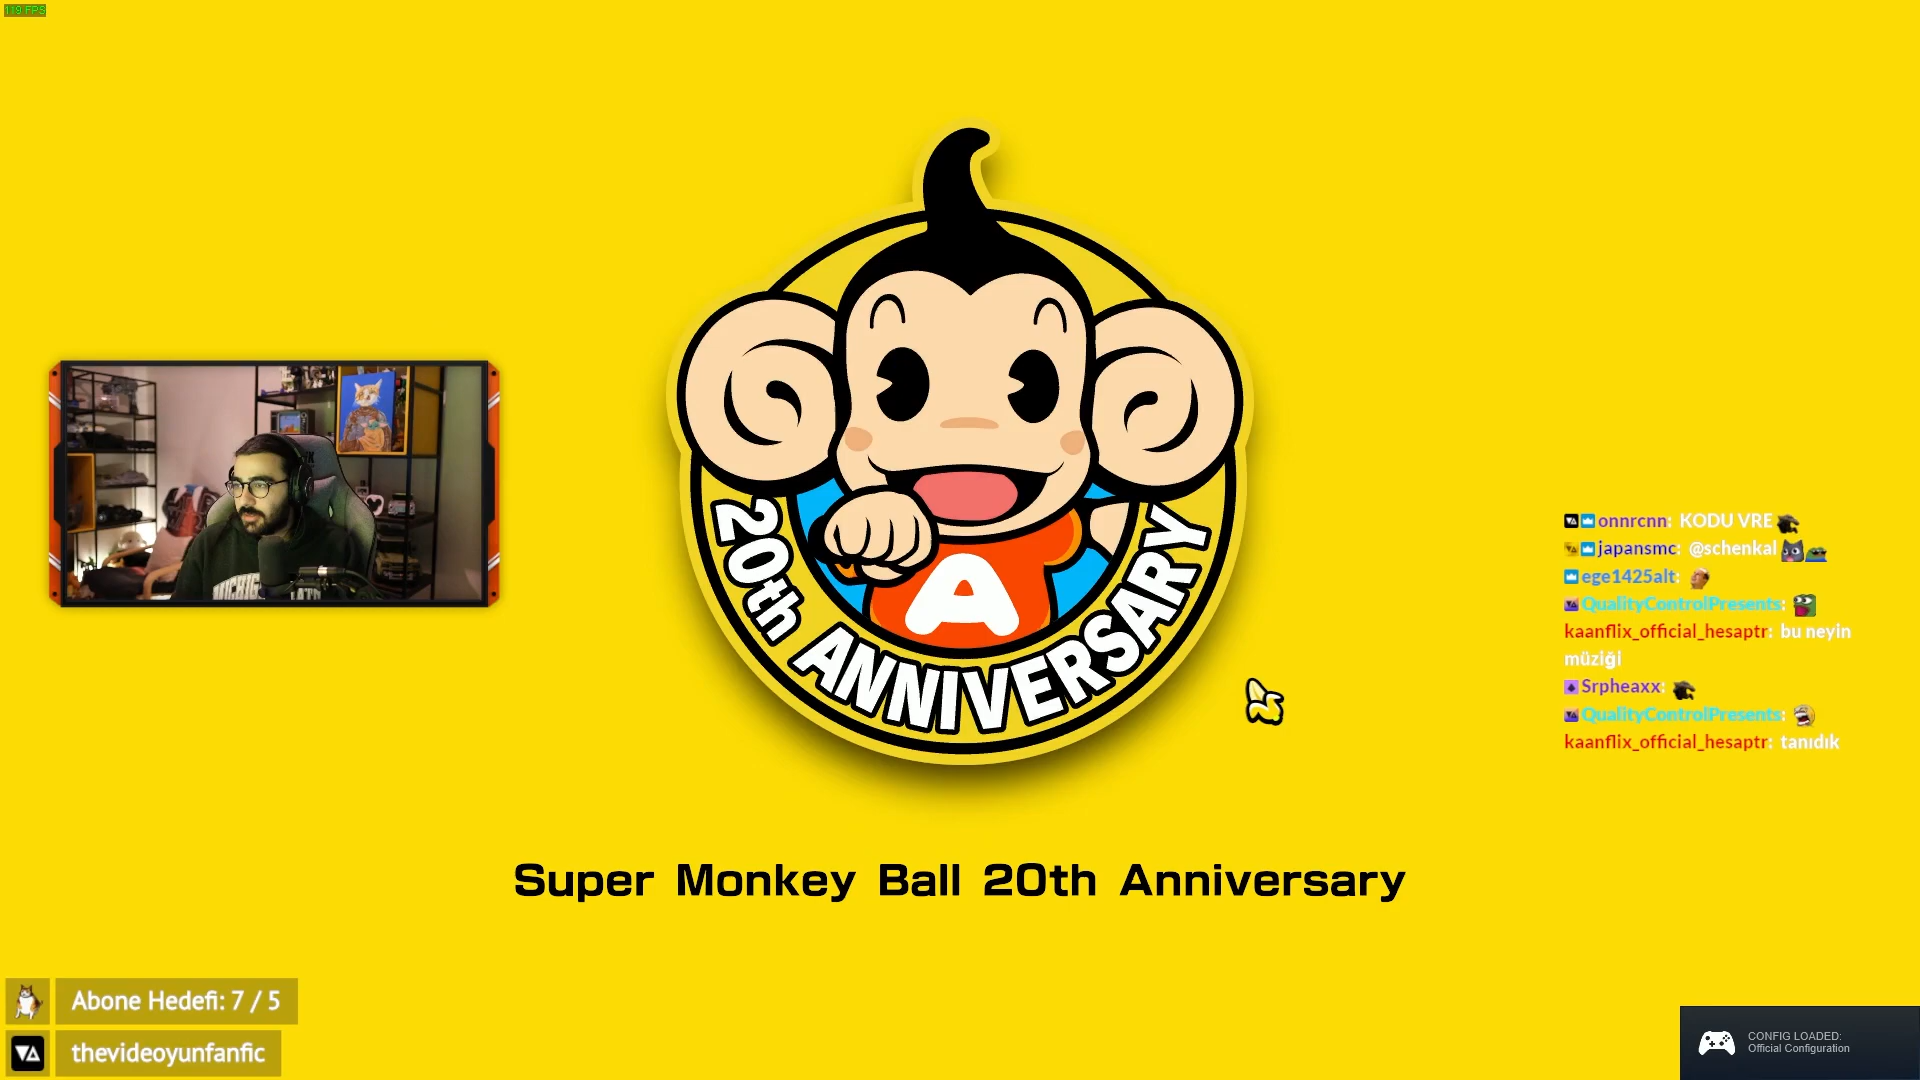 119 FPS
A
20th ANNIVERSARY
onnrcnn: KODU VRE
japansmc: @schenkal
ege1425alt:
QualityControlPresents:
kaanflix_official_hesaptr: bu neyin
müziği
Srpheaxx:
QualityControlPresents:
kaanflix_official_hesaptr: tanıdık
Super Monkey Ball 20th Anniversary
Abone Hedefi: 7 / 5
thevideoyunfanfic
CONFIG LOADED:
Official Configuration